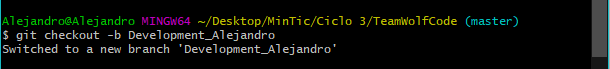 Alejandro@Alejandro MINGW64 ~/Desktop/MinTic/Ciclo 3/TeamWolfCode (master)
$ git checkout -b Development_Alejandro
Switched to a new branch 'Development_Alejandro'